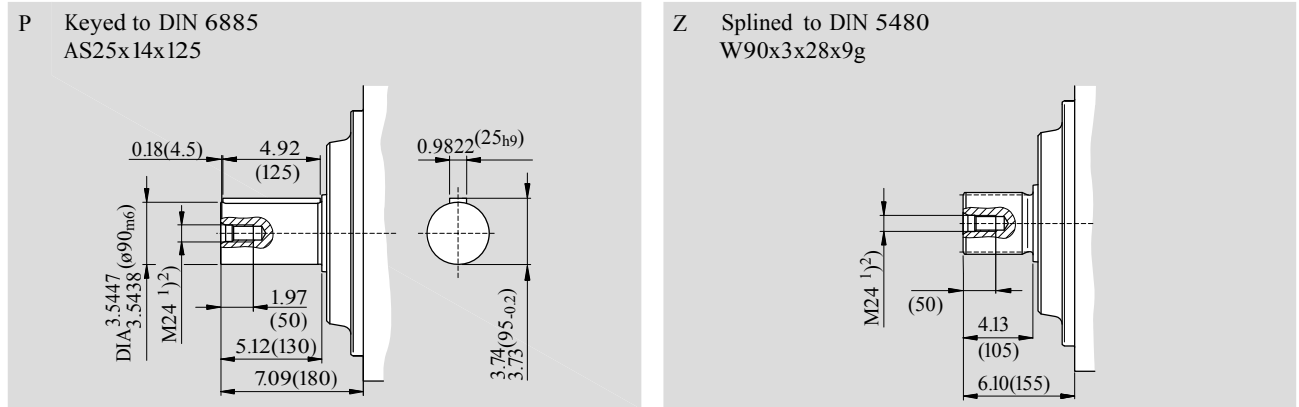 P Keyed to DIN 6885
AS25x14x125
0.18(4.5)
4.92
(125)
0.9822(25h9)
DIA 3.5447
3.5438 (ø90m6)
M24 1)2)
1.97
(50)
5.12(130)
7.09(180)
3.74
3.73 (95-0.2)
Z Splined to DIN 5480
W90x3x28x9g
M24 1)2)
(50)
4.13
(105)
6.10(155)